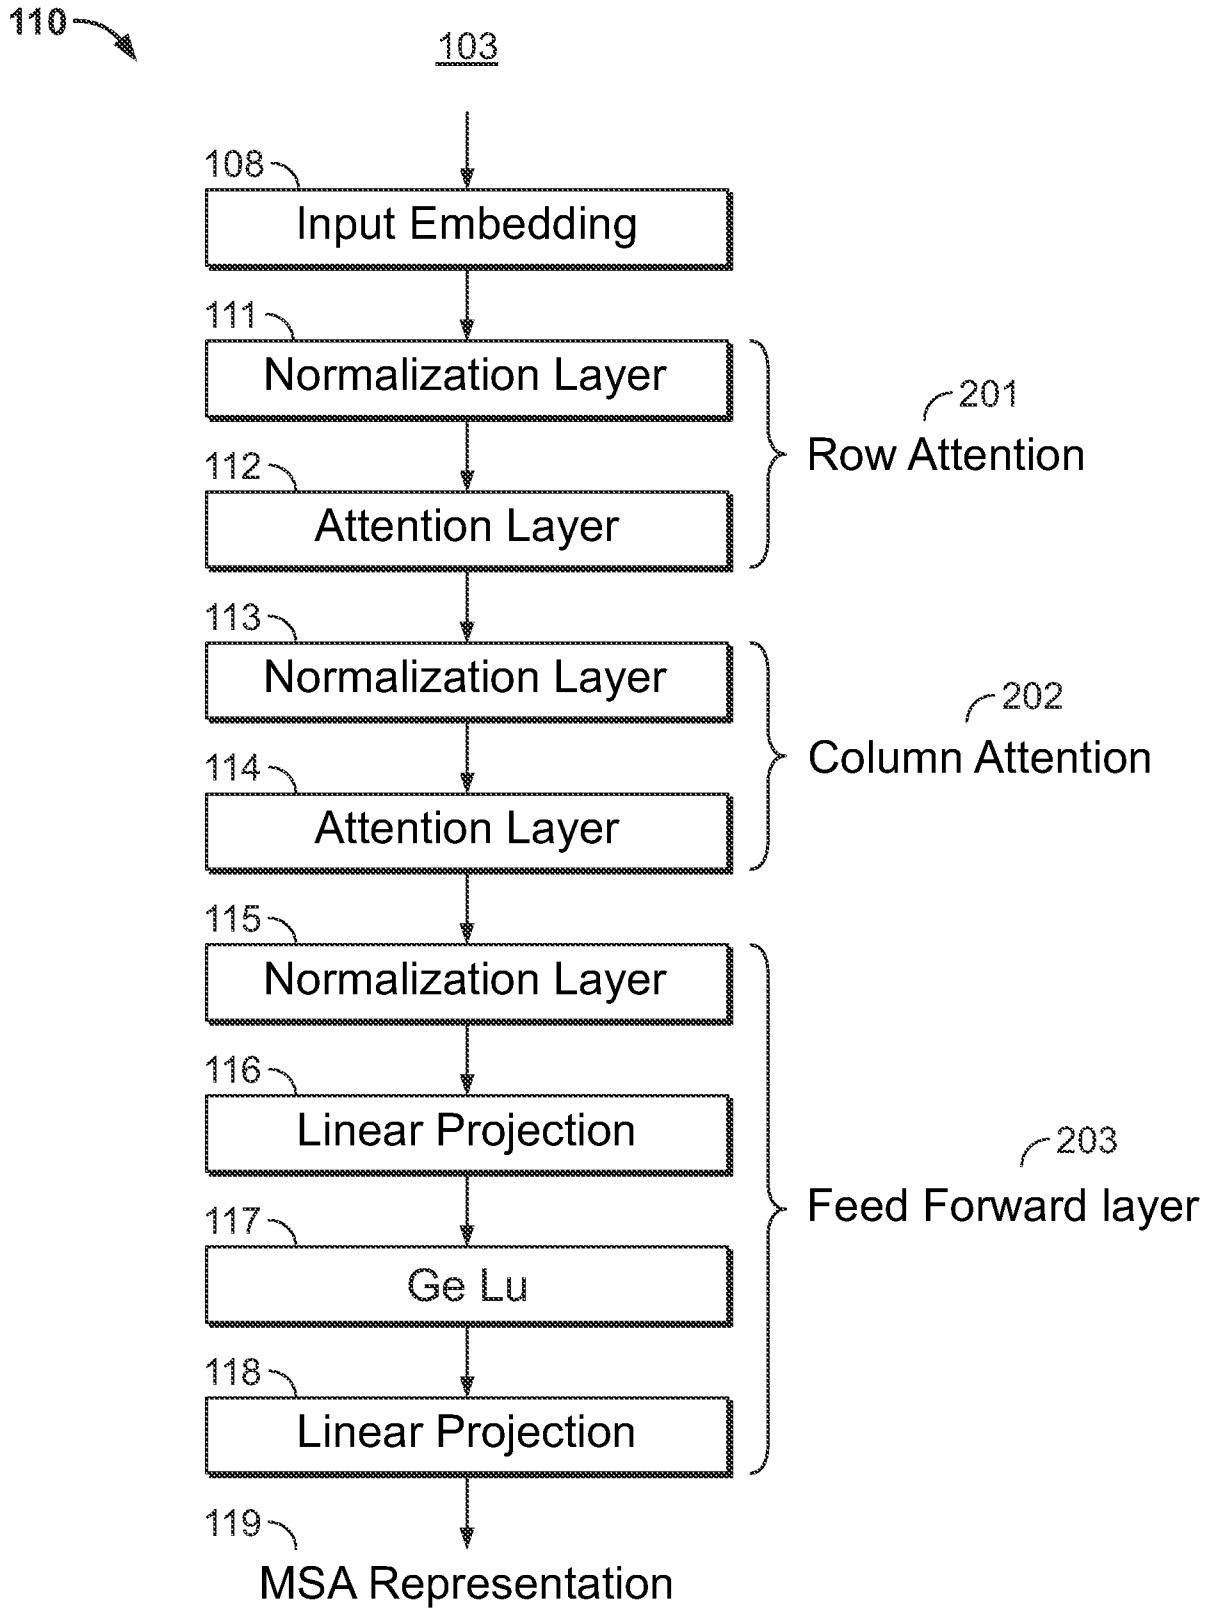 110
103
108
Input Embedding
111
Normalization Layer
201
Row Attention
112
Attention Layer
113
Normalization Layer
202
Column Attention
114
Attention Layer
115
Normalization Layer
116
Linear Projection
203
Feed Forward layer
117
Ge Lu
118
Linear Projection
119
MSA Representation